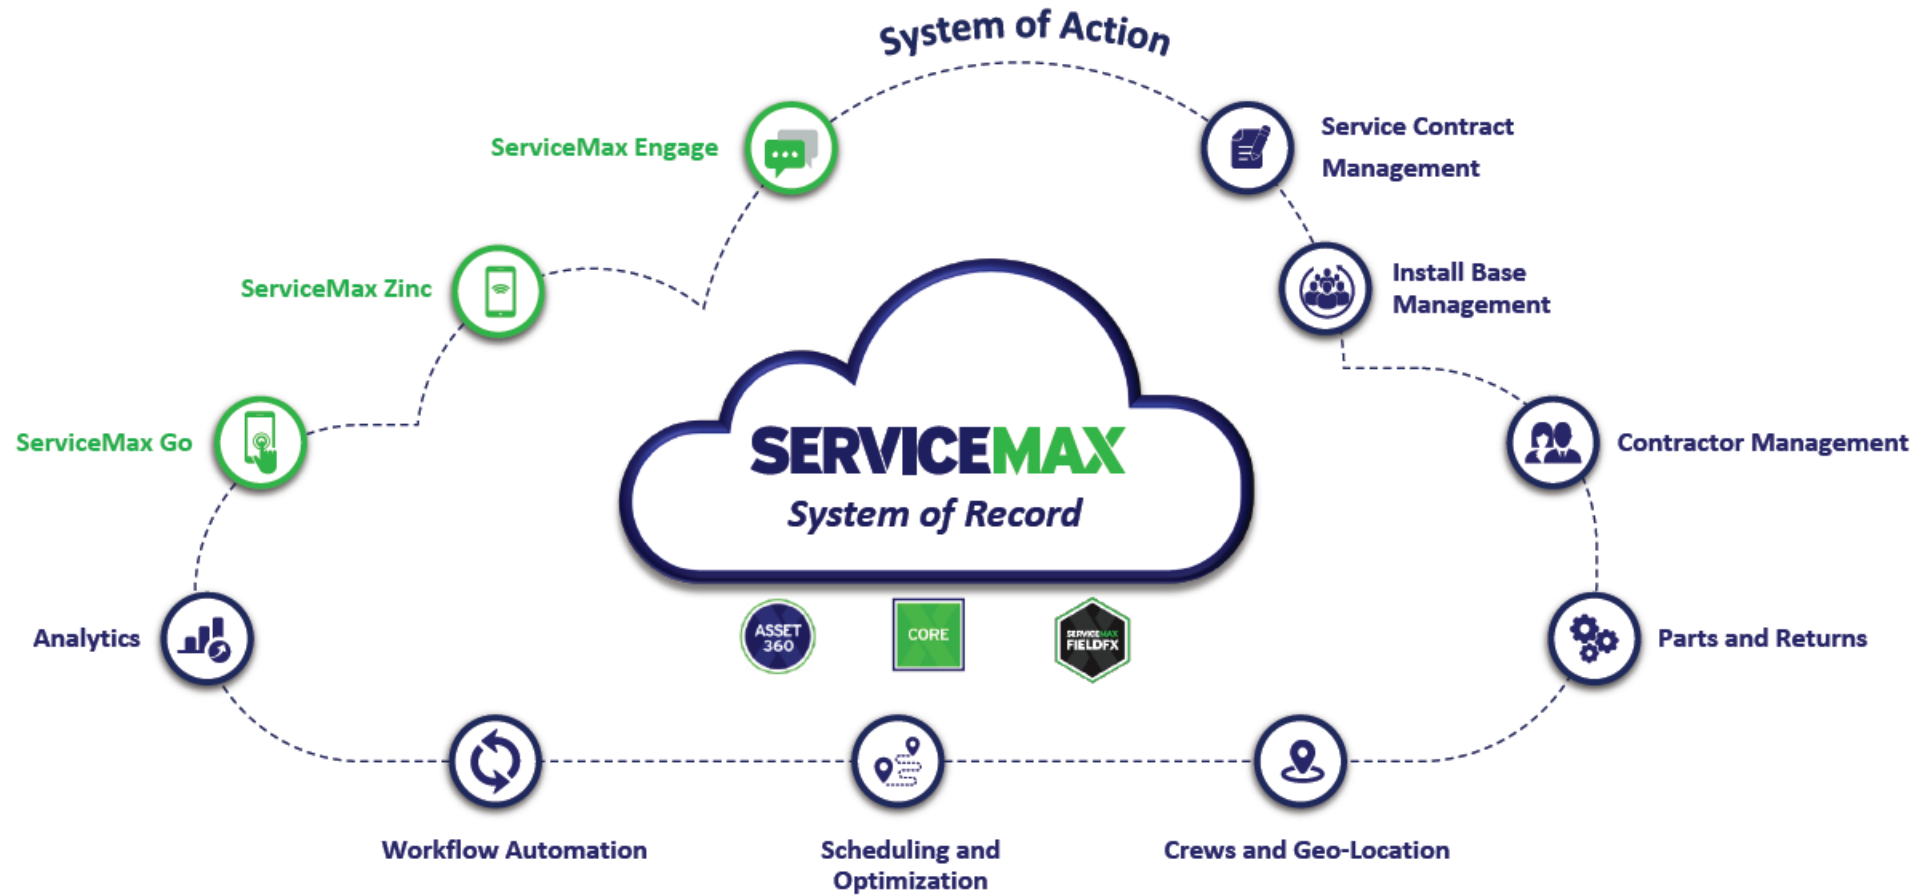 System of Action
ServiceMax Engage
Service Contract
Management
ServiceMax Zinc
Install Base
Management
ServiceMax Go
SERVICEMAX
System of Record
Contractor Management
ASSET
360
CORE
SERVICEMAX
FIELDFX
Analytics
Parts and Returns
Workflow Automation
Scheduling and
Optimization
Crews and Geo-Location